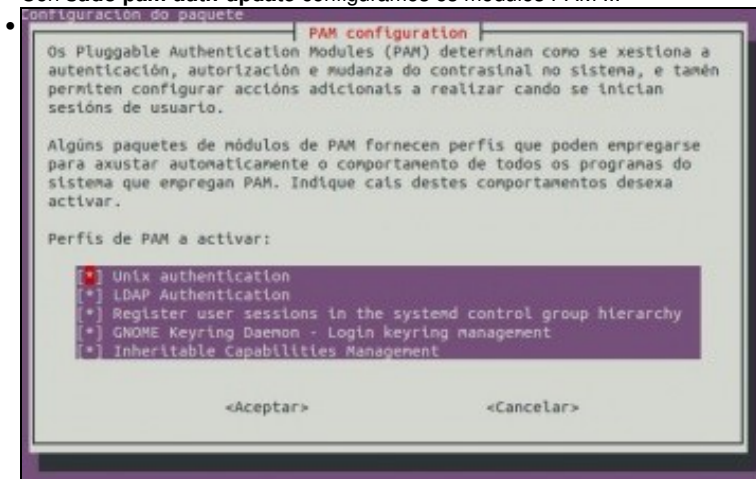 Con sudo pam-auth-update configuramos os módulos PAM ...
Configuración do paquete
PAM configuration
Os Pluggable Authentication Modules (PAM) determinan como se xestiona a
autenticación, autorización e mudanza do contrasinal no sistema, e tamén
permiten configurar accións adicionais a realizar cando se inician
sesións de usuario.
Algúns paquetes de módulos de PAM fornecen perfís que poden empregarse
para axustar automaticamente o comportamento de todos os programas do
sistema que empregan PAM. Indique cais destes comportamentos desexa
activar.
Perfís de PAM a activar:
[*] Unix authentication
[*] LDAP Authentication
[*] Register user sessions in the systemd control group hierarchy
[*] GNOME Keyring Daemon - Login keyring management
[*] Inheritable Capabilities Management
<Aceptar> <Cancelar>